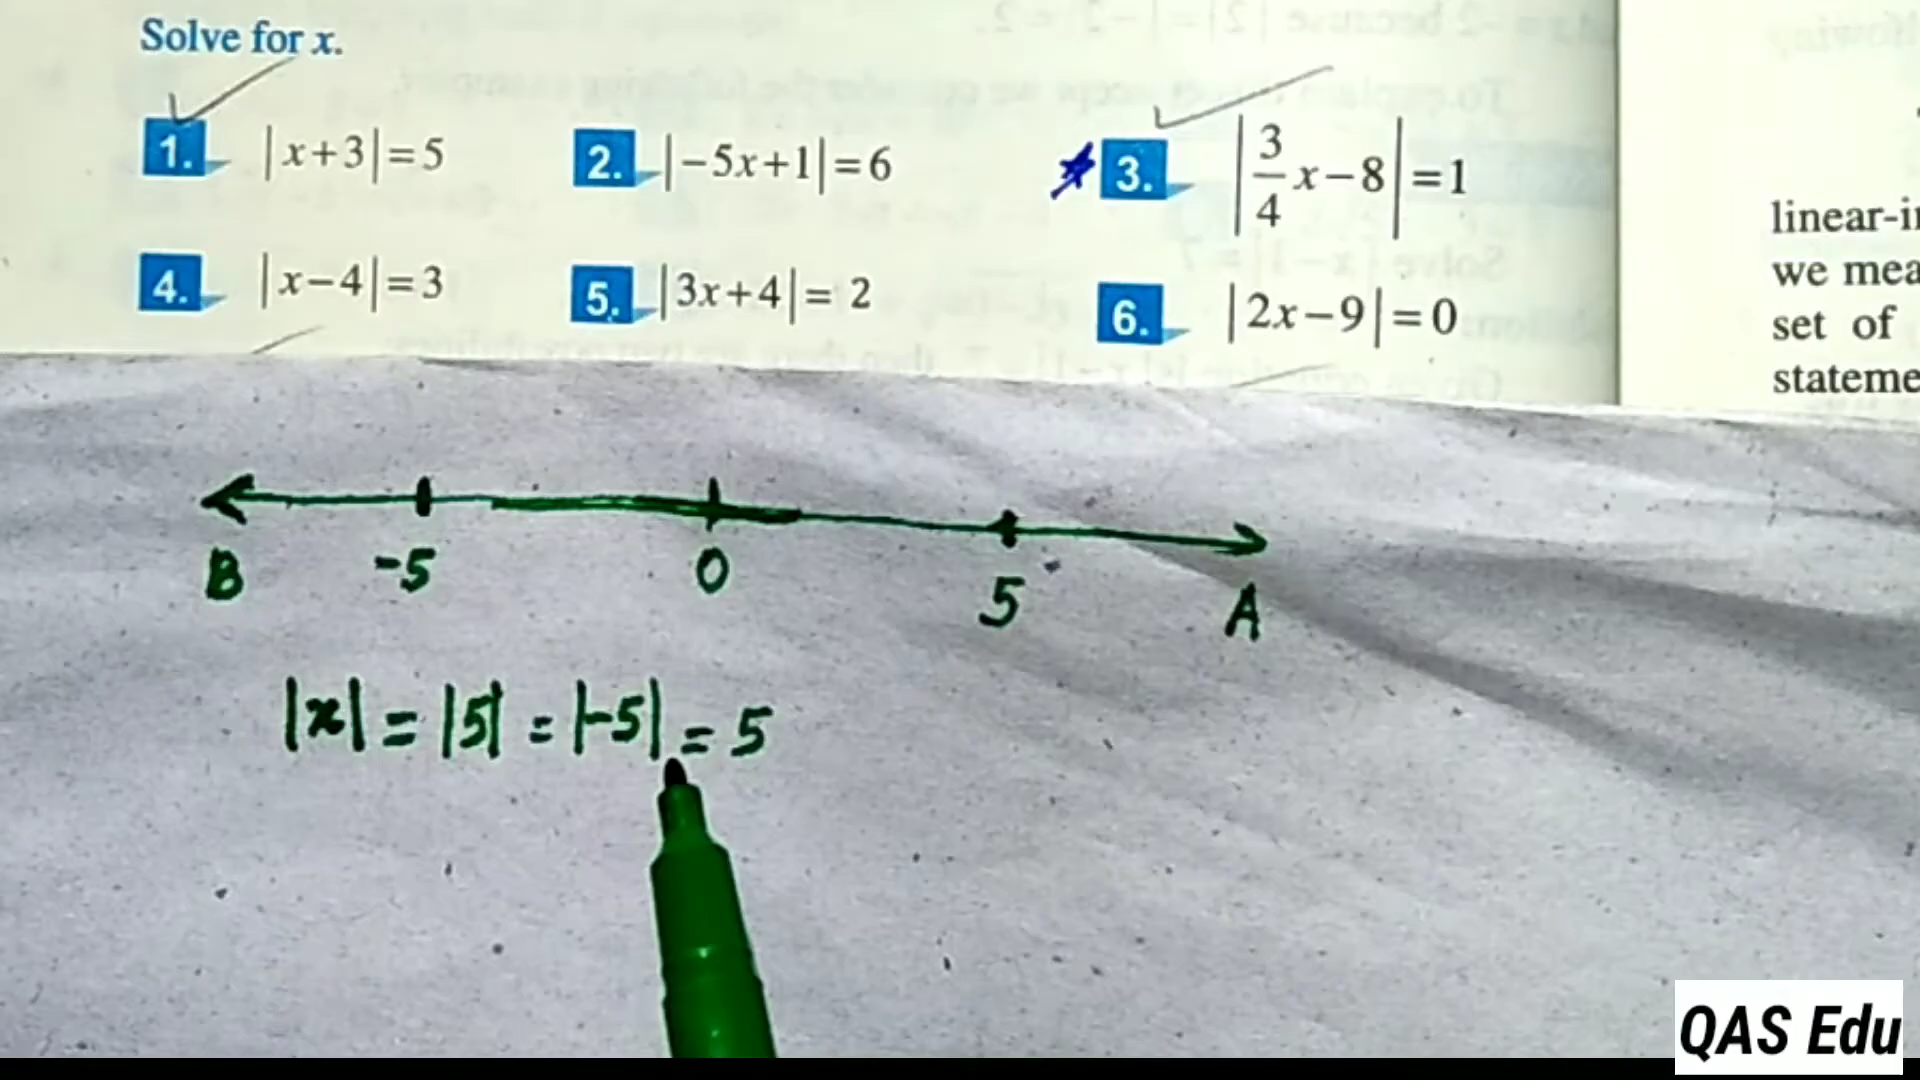 Solve for x.
1. |x+3|=5
2. |−5x+1|=6
3. |3/4 x−8|=1
4. |x−4|=3
5. |3x+4|= 2
6. |2x−9|=0
linear-i
we mea
set of
stateme
B -5 0 5 A
|x| = |5| = |-5| = 5
QAS Edu